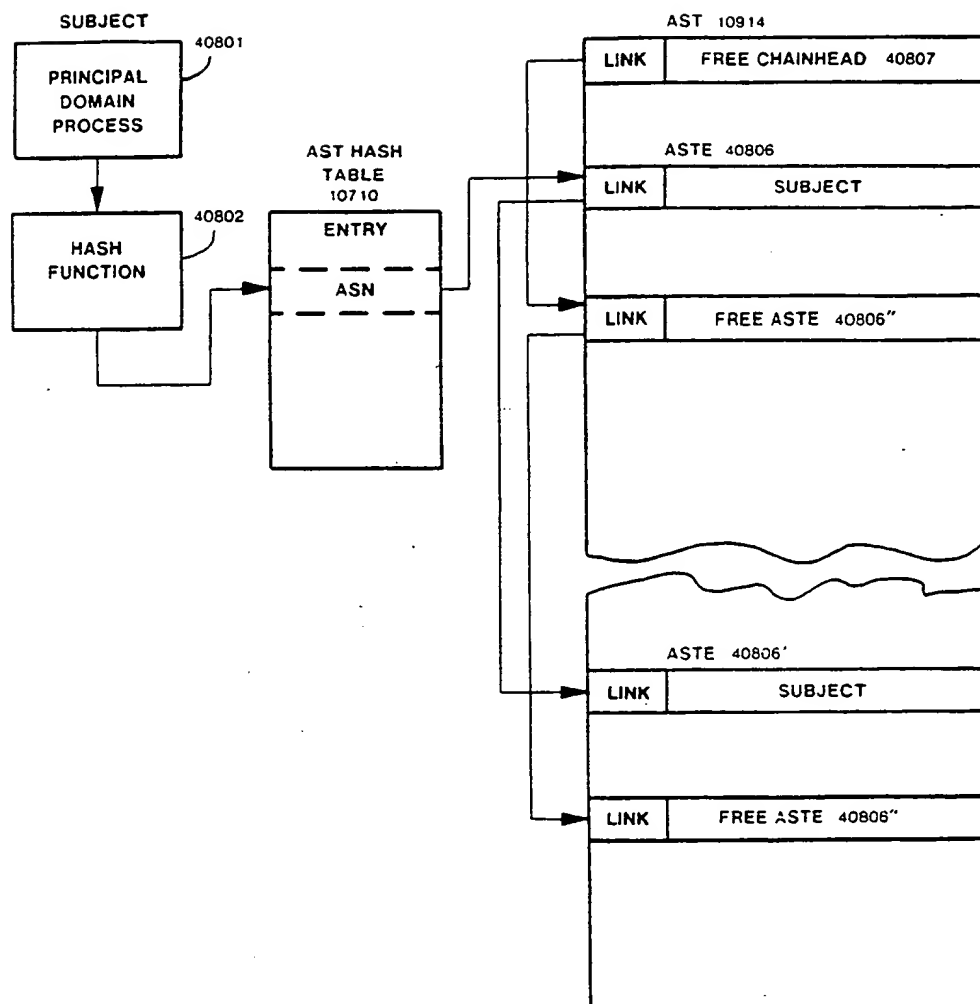 SUBJECT
40801
PRINCIPAL
DOMAIN
PROCESS
40802
HASH
FUNCTION
AST HASH
TABLE
10710
ENTRY
ASN
AST 10914
LINK FREE CHAINHEAD 40807
ASTE 40806
LINK SUBJECT
LINK FREE ASTE 40806"
ASTE 40806'
LINK SUBJECT
LINK FREE ASTE 40806"